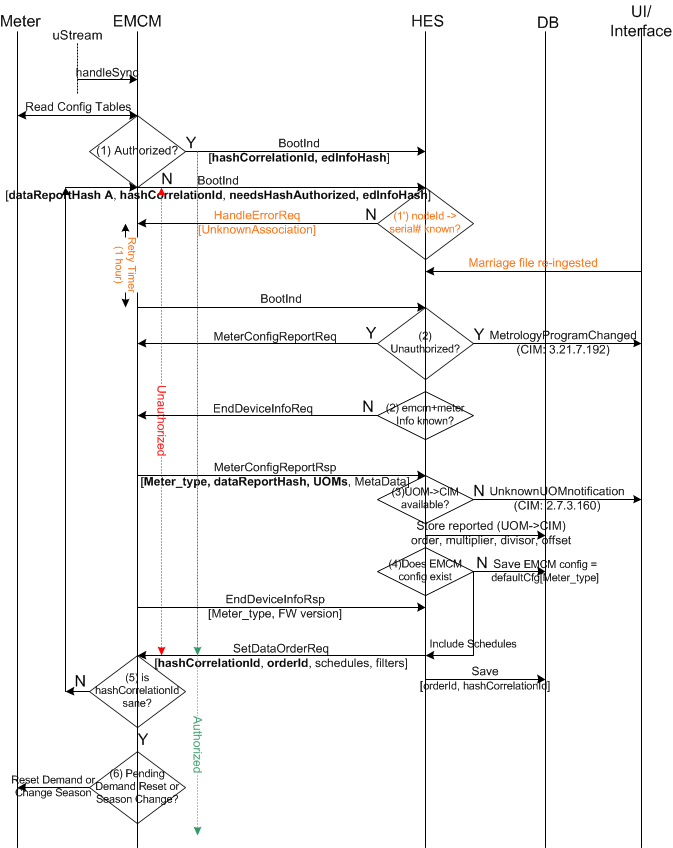 Meter
EMCM
HES
DB
UI/
Interface
uStream
handleSync
Read Config Tables
(1) Authorized?
Y
BootInd
[hashCorrelationId, edInfoHash]
N
BootInd
[dataReportHash A, hashCorrelationId, needsHashAuthorized, edInfoHash]
HandleErrorReq
[UnknownAssociation]
N
(1') nodeId ->
serial# known?
Retry Timer
(1 hour)
Marriage file re-ingested
BootInd
MeterConfigReportReq
Y
(2)
Unauthorized?
Y
MetrologyProgramChanged
(CIM: 3.21.7.192)
Unauthorized
EndDeviceInfoReq
N
(2) emcm+meter
Info known?
MeterConfigReportRsp
[Meter_type, dataReportHash, UOMs, MetaData]
(3)UOM->CIM
available?
N
UnknownUOMnotification
(CIM: 2.7.3.160)
Store reported (UOM->CIM)
order, multiplier, divisor, offset
(4)Does EMCM
config exist
N
Save EMCM config =
defaultCfg[Meter_type]
EndDeviceInfoRsp
[Meter_type, FW version]
SetDataOrderReq
[hashCorrelationId, orderId, schedules, filters]
Include Schedules
Save
[orderId, hashCorrelationId]
N
(5) is
hashCorrelationId
sane?
Authorized
Y
Reset Demand or
Change Season
(6) Pending
Demand Reset or
Season Change?